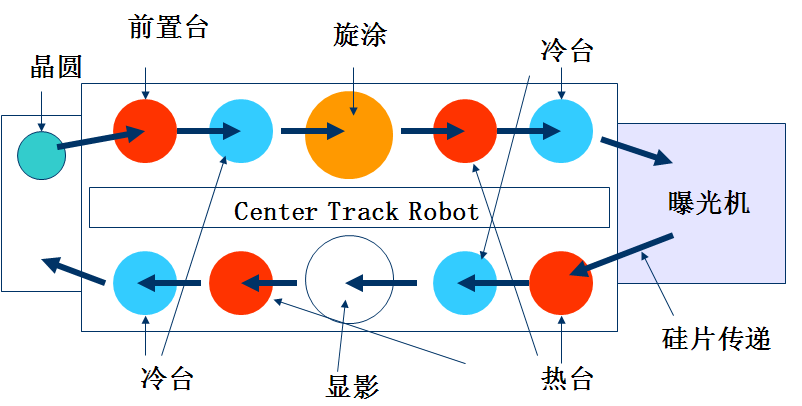 前置台
旋涂
冷台
晶圆
Center Track Robot
曝光机
硅片传递
冷台
显影
热台